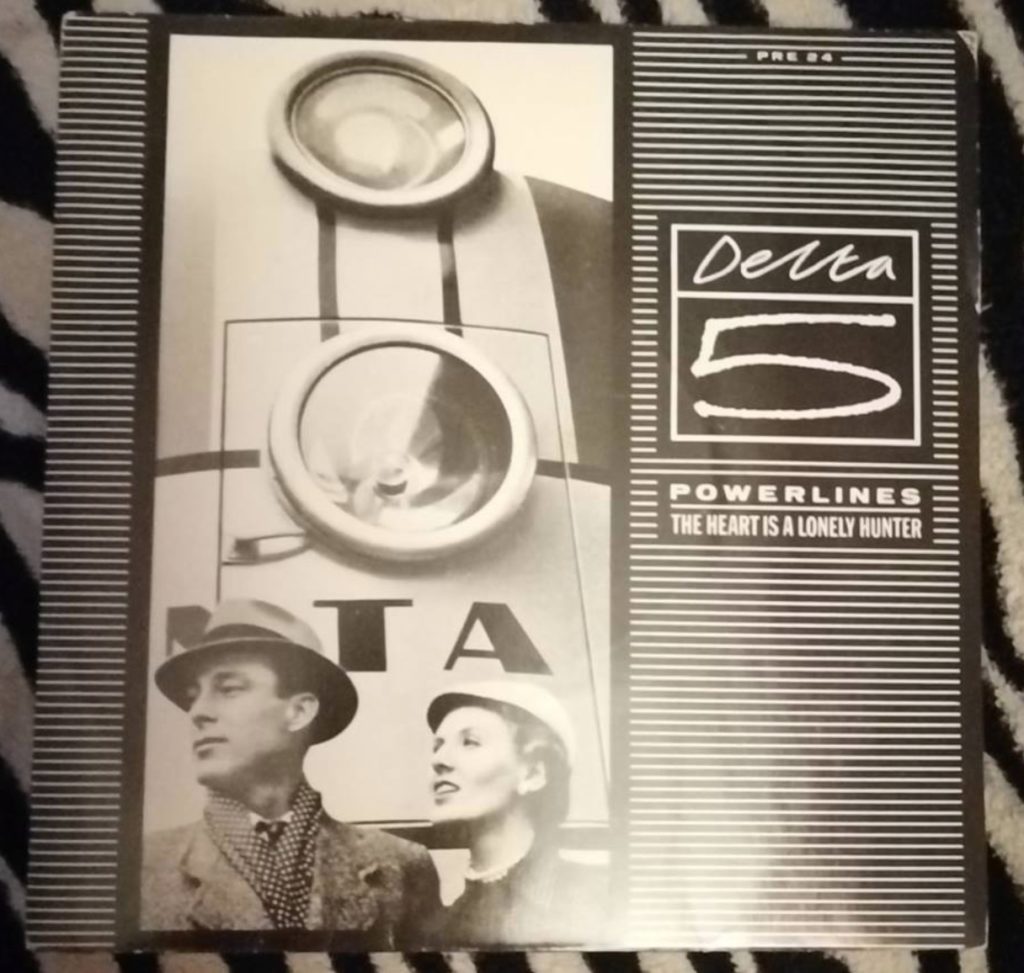 PRE 24
Delta
5
POWERLINES
THE HEART IS A LONELY HUNTER
TA